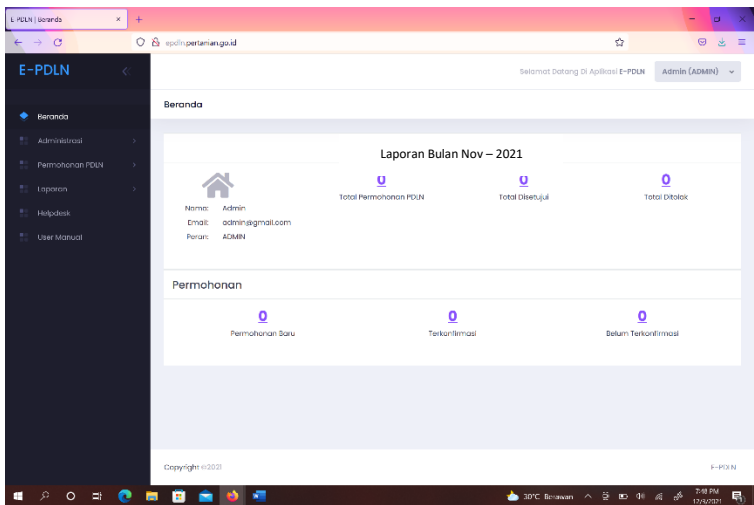 E-PDLN | Beranda
epdln.pertanian.go.id
E-PDLN
Selamat Datang Di Aplikasi E-PDLN
Admin (ADMIN)
Beranda
Beranda
Administrasi
Permohonan PDLN
Laporan
Helpdesk
User Manual
Laporan Bulan Nov – 2021
0 0 0
Total Permohonan PDLN Total Disetujui Total Ditolak
Nama: Admin
Email: admin@gmail.com
Peran: ADMIN
Permohonan
0 0 0
Permohonan Baru Terkonfirmasi Belum Terkonfirmasi
Copyright ©2021
E-PDLN
30°C Berawan
7:48 PM
12/9/2021